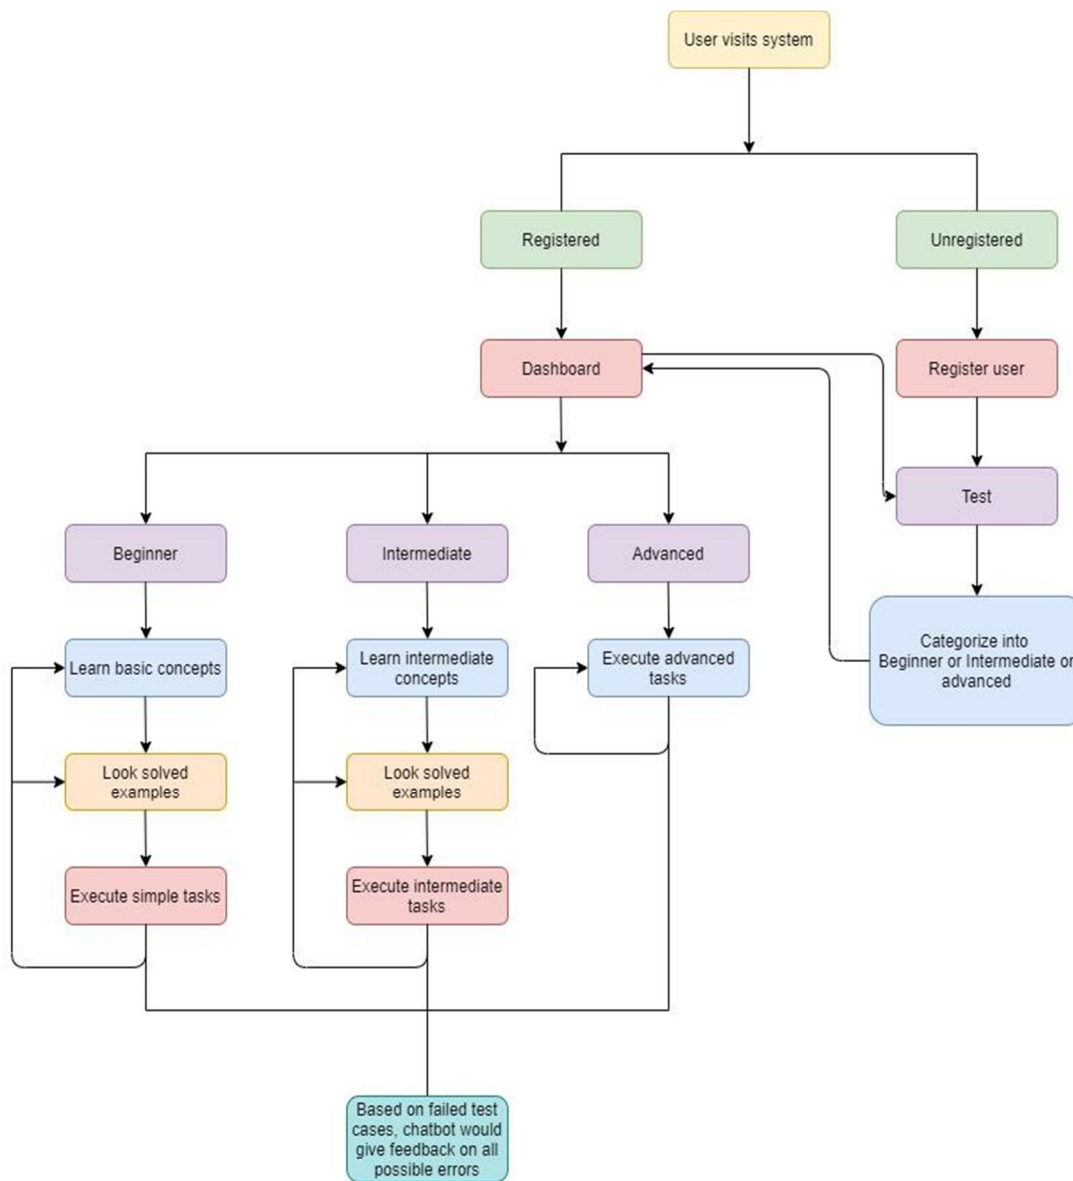 User visits system
Registered
Unregistered
Dashboard
Register user
Test
Beginner
Intermediate
Advanced
Categorize into
Beginner or Intermediate or
advanced
Learn basic concepts
Learn intermediate
concepts
Execute advanced
tasks
Look solved
examples
Look solved
examples
Execute simple tasks
Execute intermediate
tasks
Based on failed test
cases, chatbot would
give feedback on all
possible errors